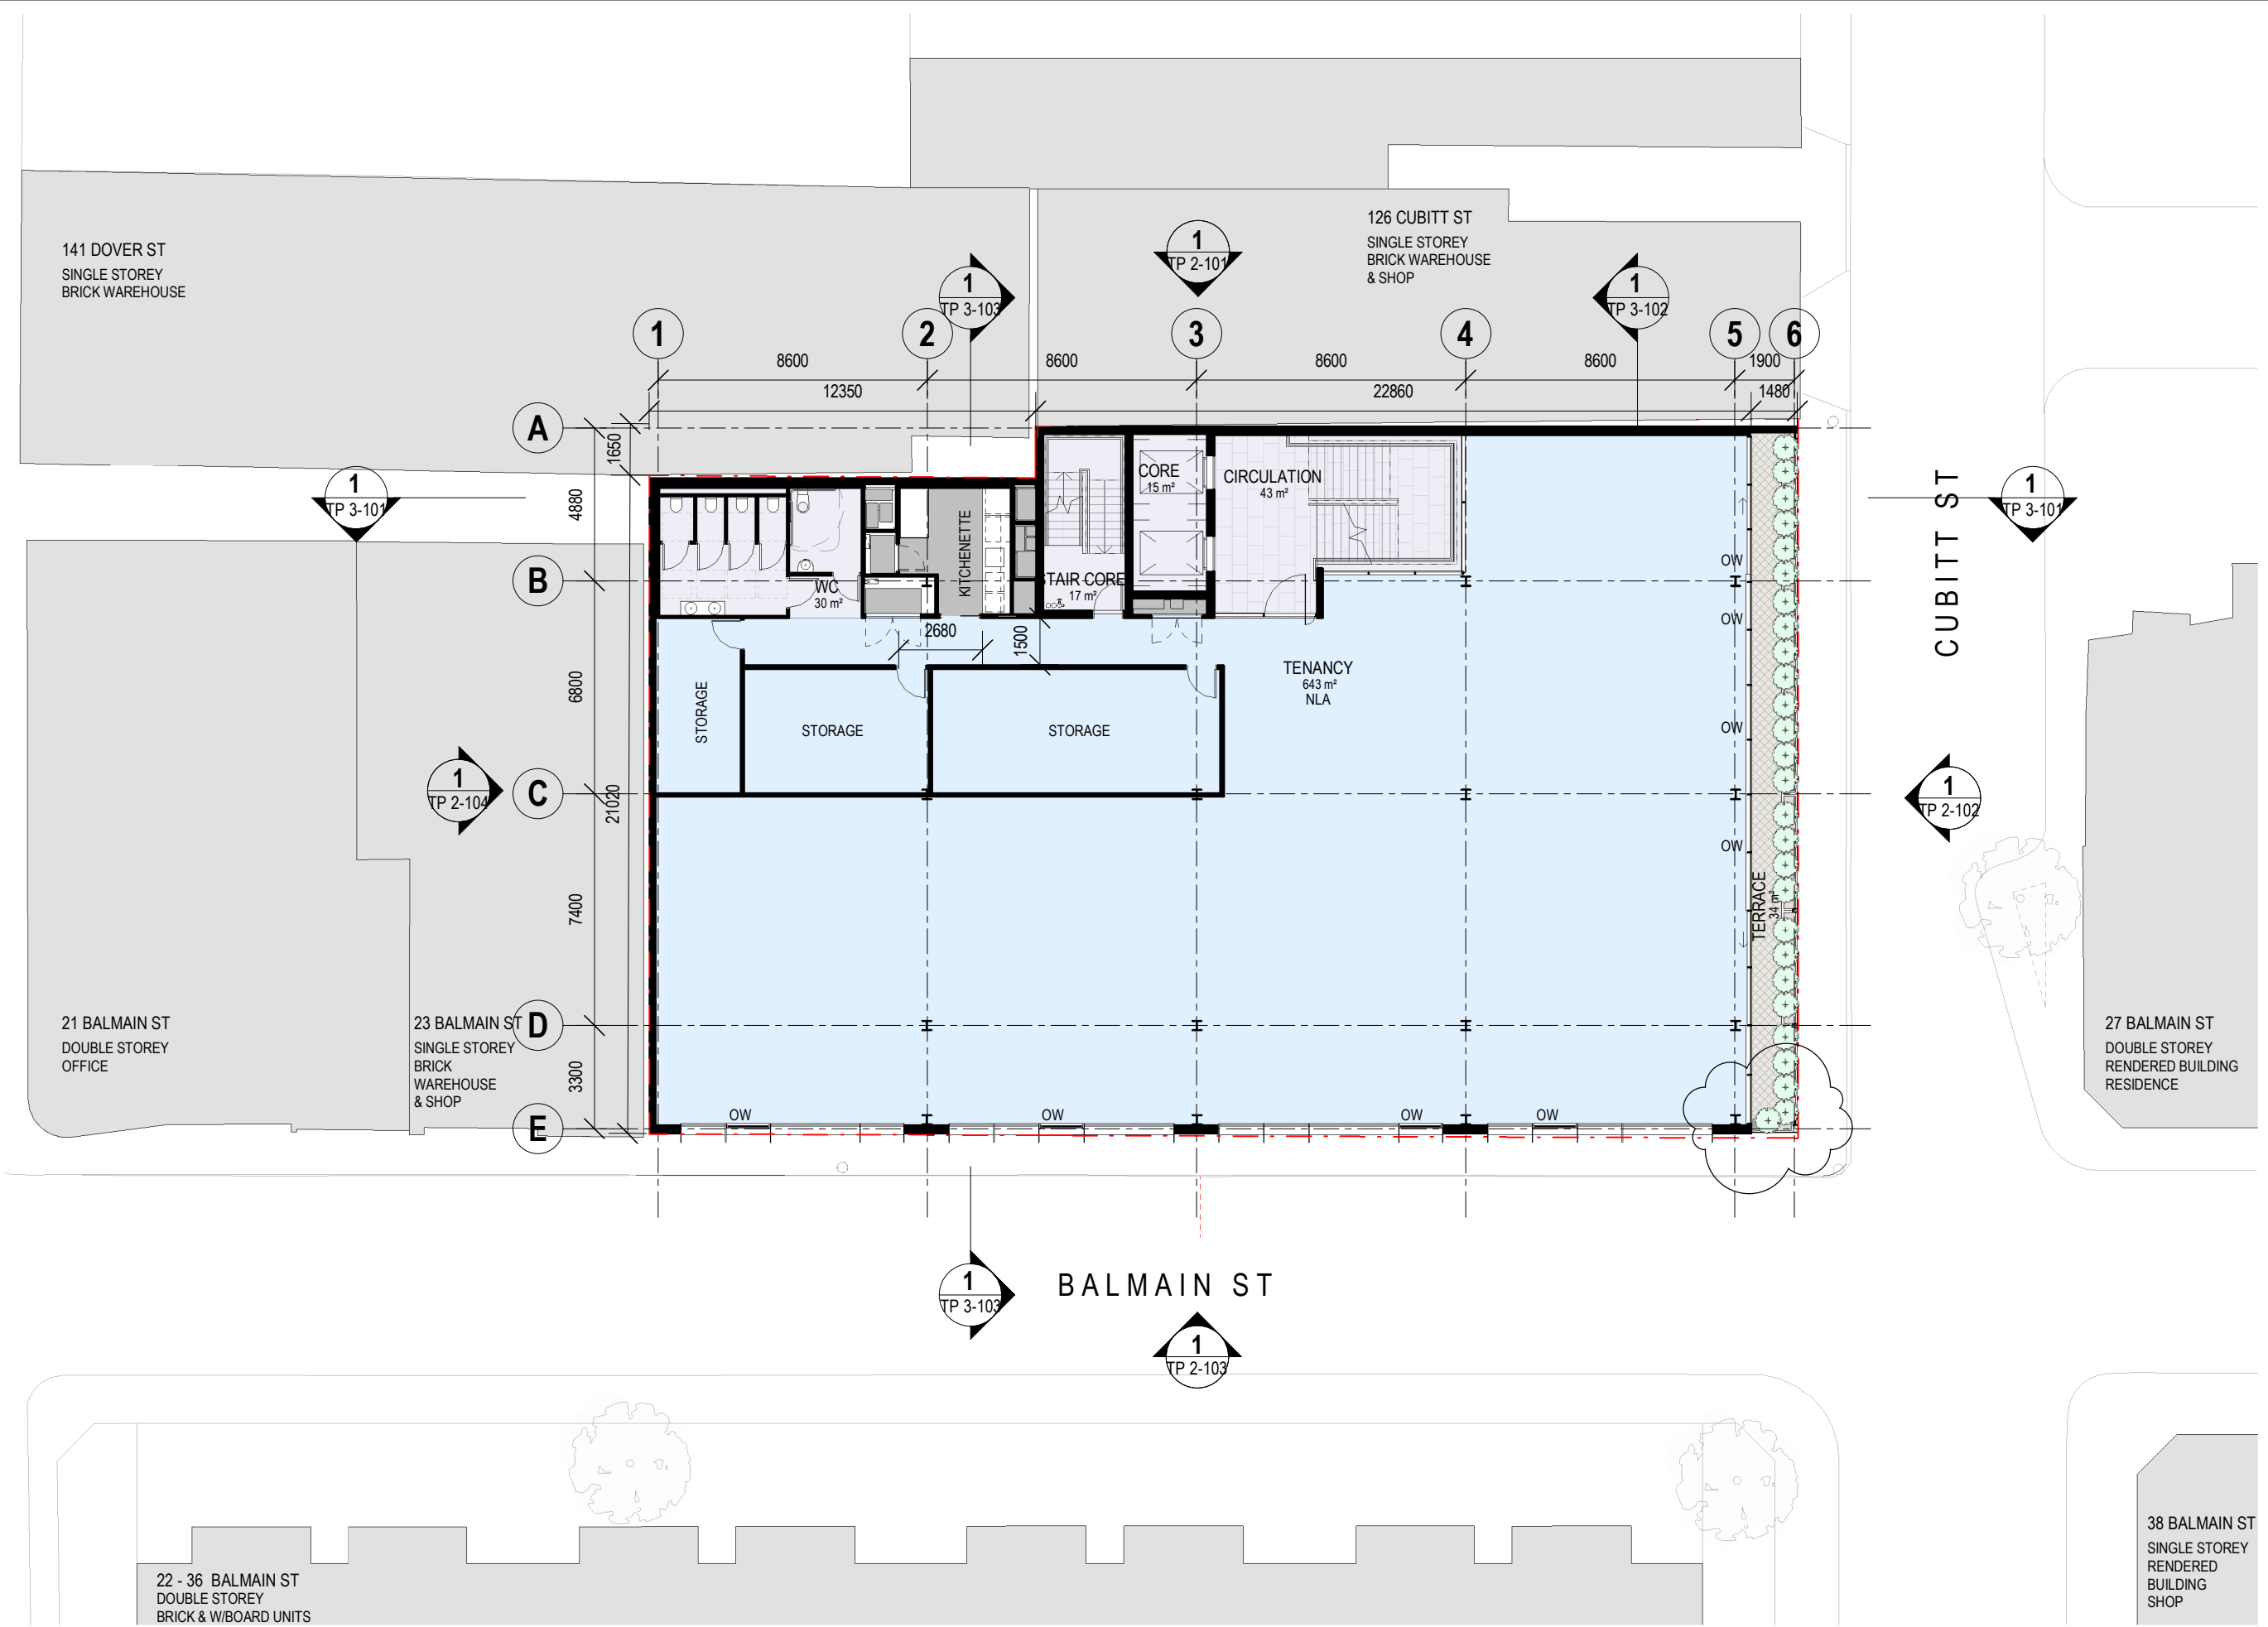 126 CUBITT ST
SINGLE STOREY
BRICK WAREHOUSE
& SHOP
141 DOVER ST
SINGLE STOREY
BRICK WAREHOUSE
1
TP 2-101
1
TP 3-103
1
TP 3-102
1
2
3
4
5
6
8600
8600
8600
8600
1900
12350
22860
1480
A
1650
CORE
15 m²
CIRCULATION
43 m²
1
TP 3-101
1
TP 3-101
4880
KITCHENETTE
CUBITT ST
B
WC
30 m²
STAIR CORE
17 m²
OW
OW
2680
1500
TENANCY
643 m²
NLA
6800
STORAGE
STORAGE
STORAGE
OW
1
TP 2-104
C
21020
1
TP 2-102
OW
7400
TERRACE
34 m²
21 BALMAIN ST
DOUBLE STOREY
OFFICE
23 BALMAIN ST
SINGLE STOREY
BRICK
WAREHOUSE
& SHOP
D
27 BALMAIN ST
DOUBLE STOREY
RENDERED BUILDING
RESIDENCE
3300
E
OW
OW
OW
OW
1
TP 3-103
BALMAIN ST
1
TP 2-103
22 - 36 BALMAIN ST
DOUBLE STOREY
BRICK & W/BOARD UNITS
38 BALMAIN ST
SINGLE STOREY
RENDERED
BUILDING
SHOP